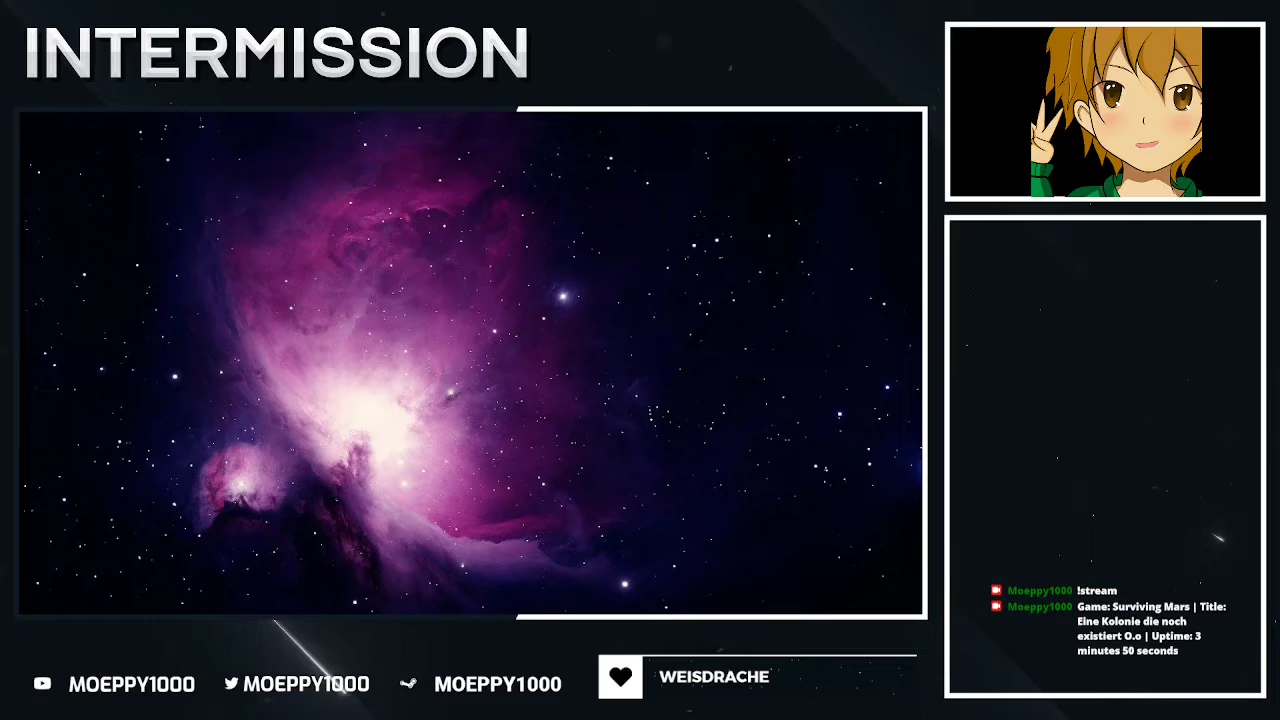 INTERMISSION
Moeppy1000 !stream
Moeppy1000 Game: Surviving Mars | Title:
Eine Kolonie die noch
existiert O.o | Uptime: 3
minutes 50 seconds
MOEPPY1000 MOEPPY1000 MOEPPY1000 WEISDRACHE